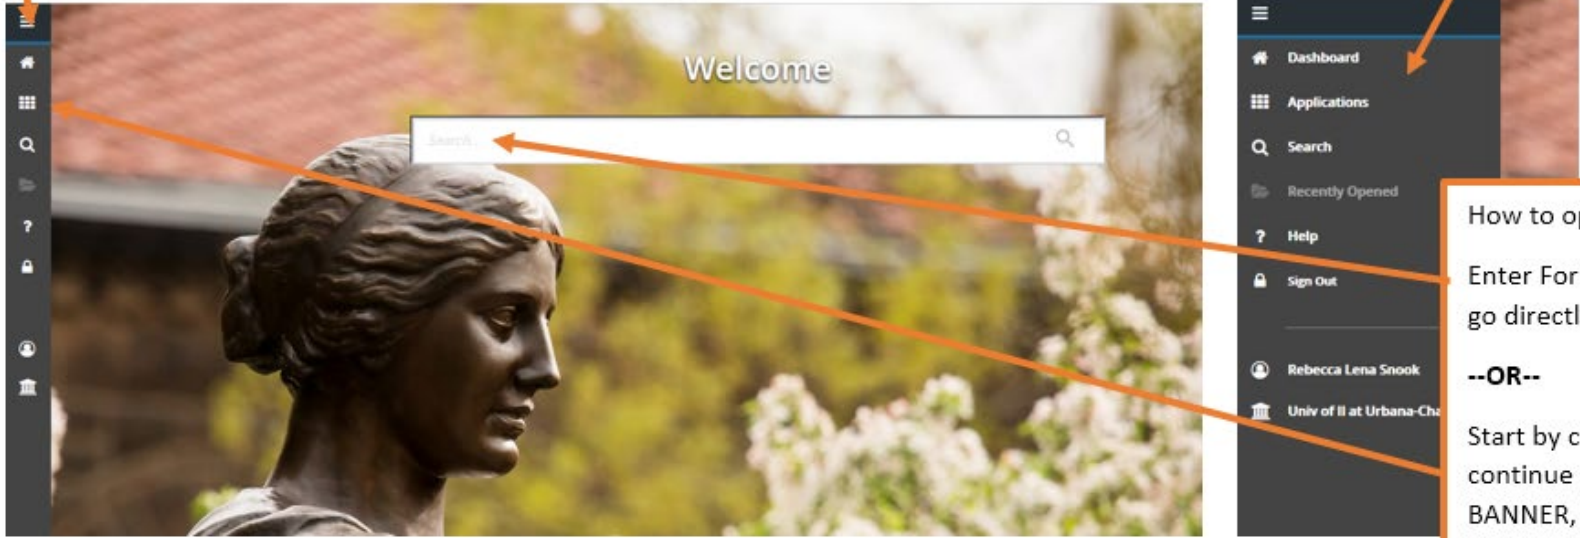 Welcome
Search...
Dashboard
Applications
Search
Recently Opened
? Help
Sign Out
Rebecca Lena Snook
Univ of Il at Urbana-Cha
How to op
Enter For
go directl
--OR--
Start by c
continue
BANNER,